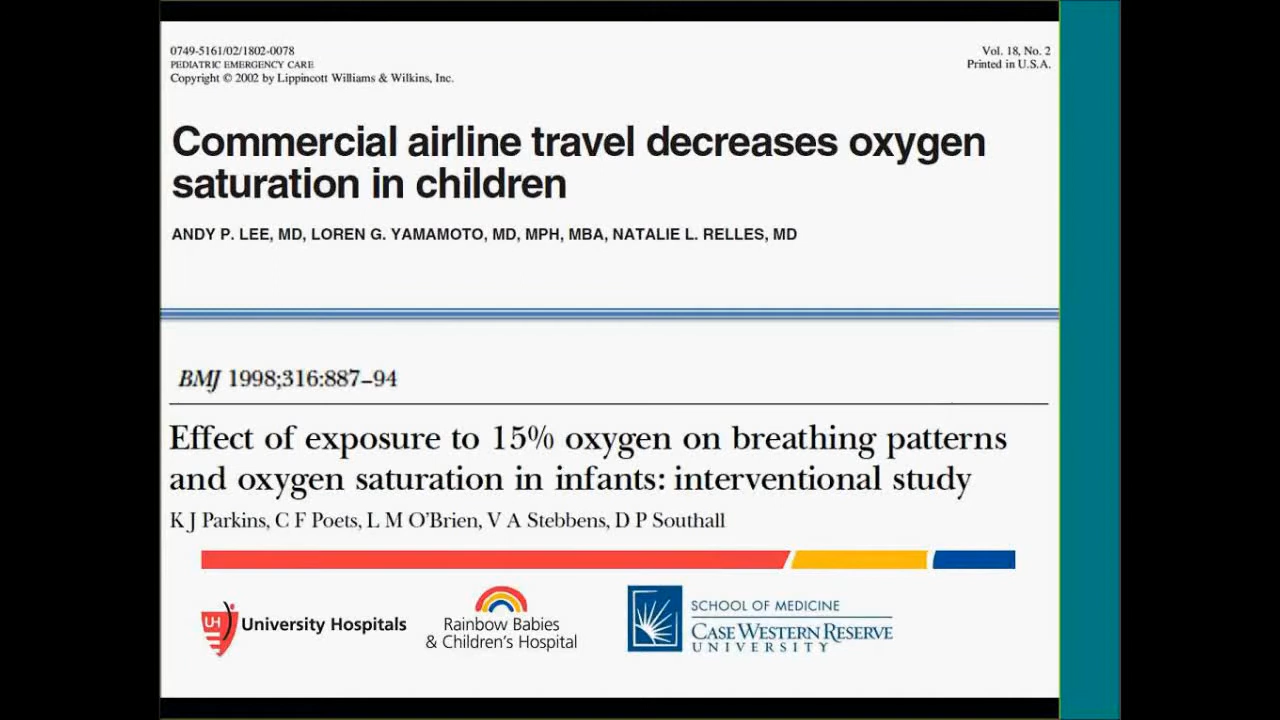 0749-5161/02/1802-0078
PEDIATRIC EMERGENCY CARE
Copyright © 2002 by Lippincott Williams & Wilkins, Inc.
Vol. 18, No. 2
Printed in U.S.A.
Commercial airline travel decreases oxygen
saturation in children
ANDY P. LEE, MD, LOREN G. YAMAMOTO, MD, MPH, MBA, NATALIE L. RELLES, MD
BMJ 1998;316:887–94
Effect of exposure to 15% oxygen on breathing patterns
and oxygen saturation in infants: interventional study
K J Parkins, C F Poets, L M O'Brien, V A Stebbens, D P Southall
UH
University Hospitals
Rainbow Babies
& Children's Hospital
SCHOOL OF MEDICINE
CASE WESTERN RESERVE
UNIVERSITY